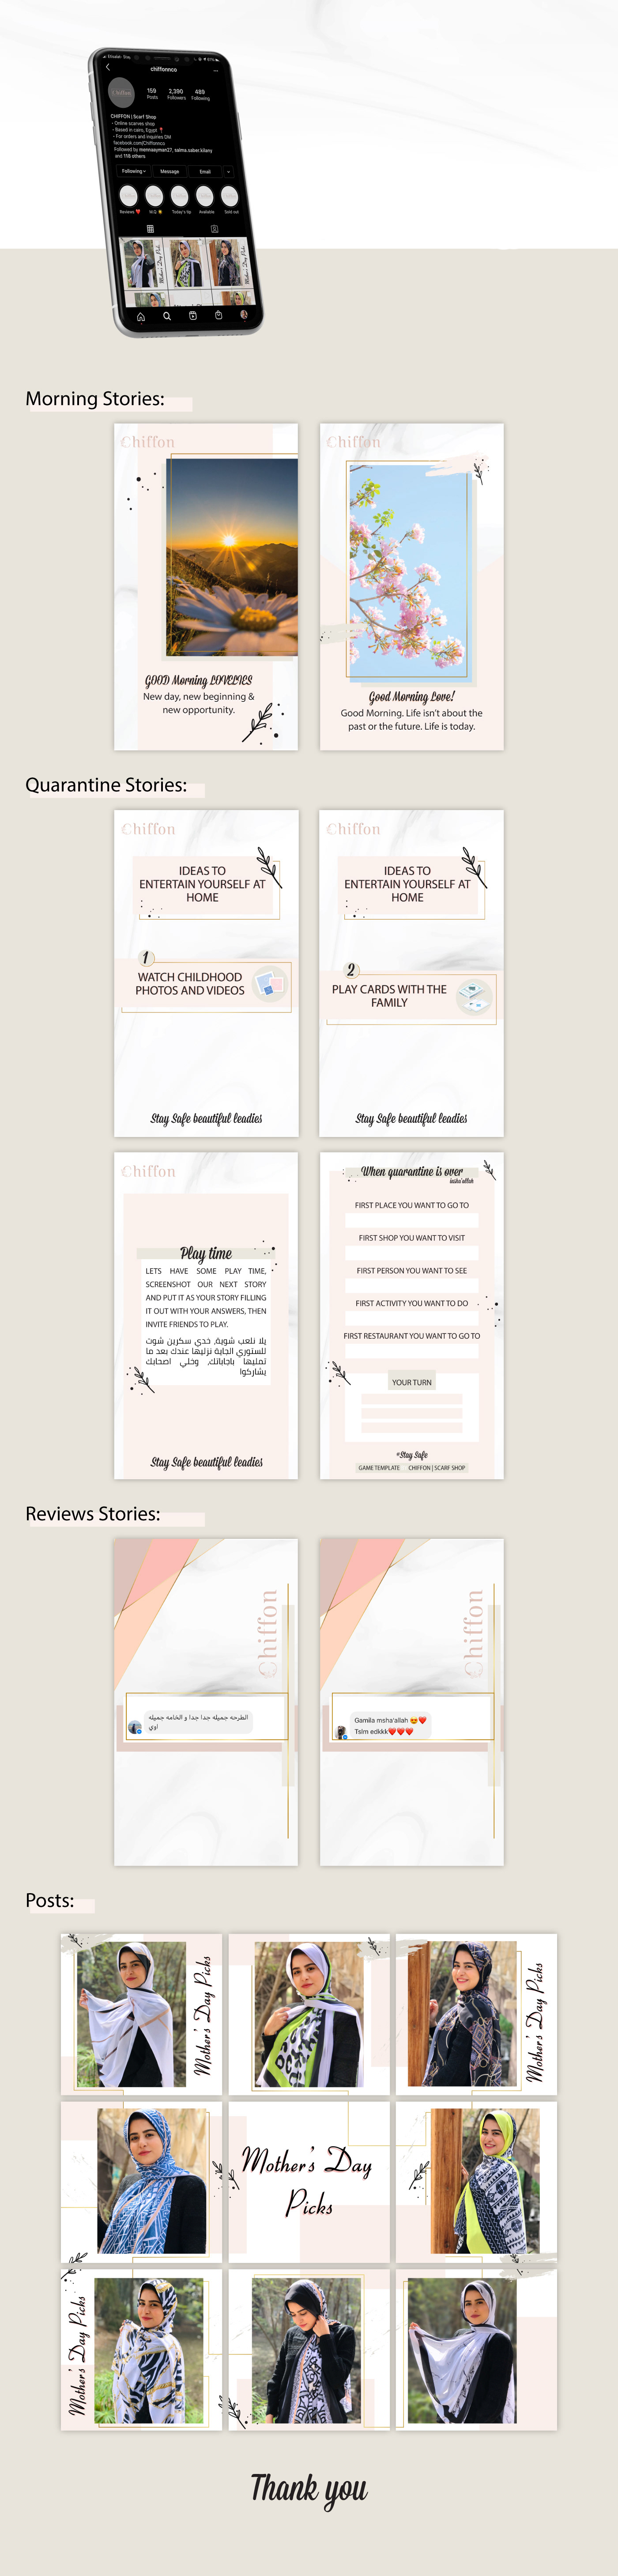 chiffonnco
159
2,390
489
Posts
Followers
Following
Chiffon
CHIFFON | Scarf Shop
- Online scarves shop
- Based in cairo, Egypt 📍
- For orders and inquires DM
facebook.com/Chiffonnco
Followed by mennaayman27, salma.saber.kilany
and 118 others
Following
Message
Email
Reviews ❤️
Today's tip
Available
Sold out
Morning Stories:
Chiffon
GOOD Morning LOVELIES
New day, new beginning &
new opportunity.
Chiffon
Good Morning Love!
Good Morning. Life isn't about the
past or the future. Life is today.
Quarantine Stories:
Chiffon
IDEAS TO
ENTERTAIN YOURSELF AT
HOME
1
WATCH CHILDHOOD
PHOTOS AND VIDEOS
Stay Safe beautiful leadies
Chiffon
IDEAS TO
ENTERTAIN YOURSELF AT
HOME
2
PLAY CARDS WITH THE
FAMILY
Stay Safe beautiful leadies
Chiffon
Play time
LETS HAVE SOME PLAY TIME,
SCREENSHOT OUR NEXT STORY
AND PUT IT AS YOUR STORY FILLING
IT OUT WITH YOUR ANSWERS, THEN
INVITE FRIENDS TO PLAY.
يلا نلعب شوية، خدي سكرين شوت
للستوري الجاية نزليها عندك بعد ما
تمليها باجاباتك، وخلي اصحابك
يشاركوا
Stay Safe beautiful leadies
When quarantine is over
insha'allah
FIRST PLACE YOU WANT TO GO TO
FIRST SHOP YOU WANT TO VISIT
FIRST PERSON YOU WANT TO SEE
FIRST ACTIVITY YOU WANT TO DO
FIRST RESTAURANT YOU WANT TO GO TO
YOUR TURN
#Stay Safe
GAME TEMPLATE
CHIFFON | SCARF SHOP
Reviews Stories:
Chiffon
الطرحه جميله جدا جدا و الخامه جميله
اوي
Chiffon
Gamila msha'allah 😍❤️
Tslm edkkk❤️❤️❤️
Posts:
Mother's Day Picks
Mother's Day Picks
Mother's Day
Picks
Mother's Day Picks
Thank you